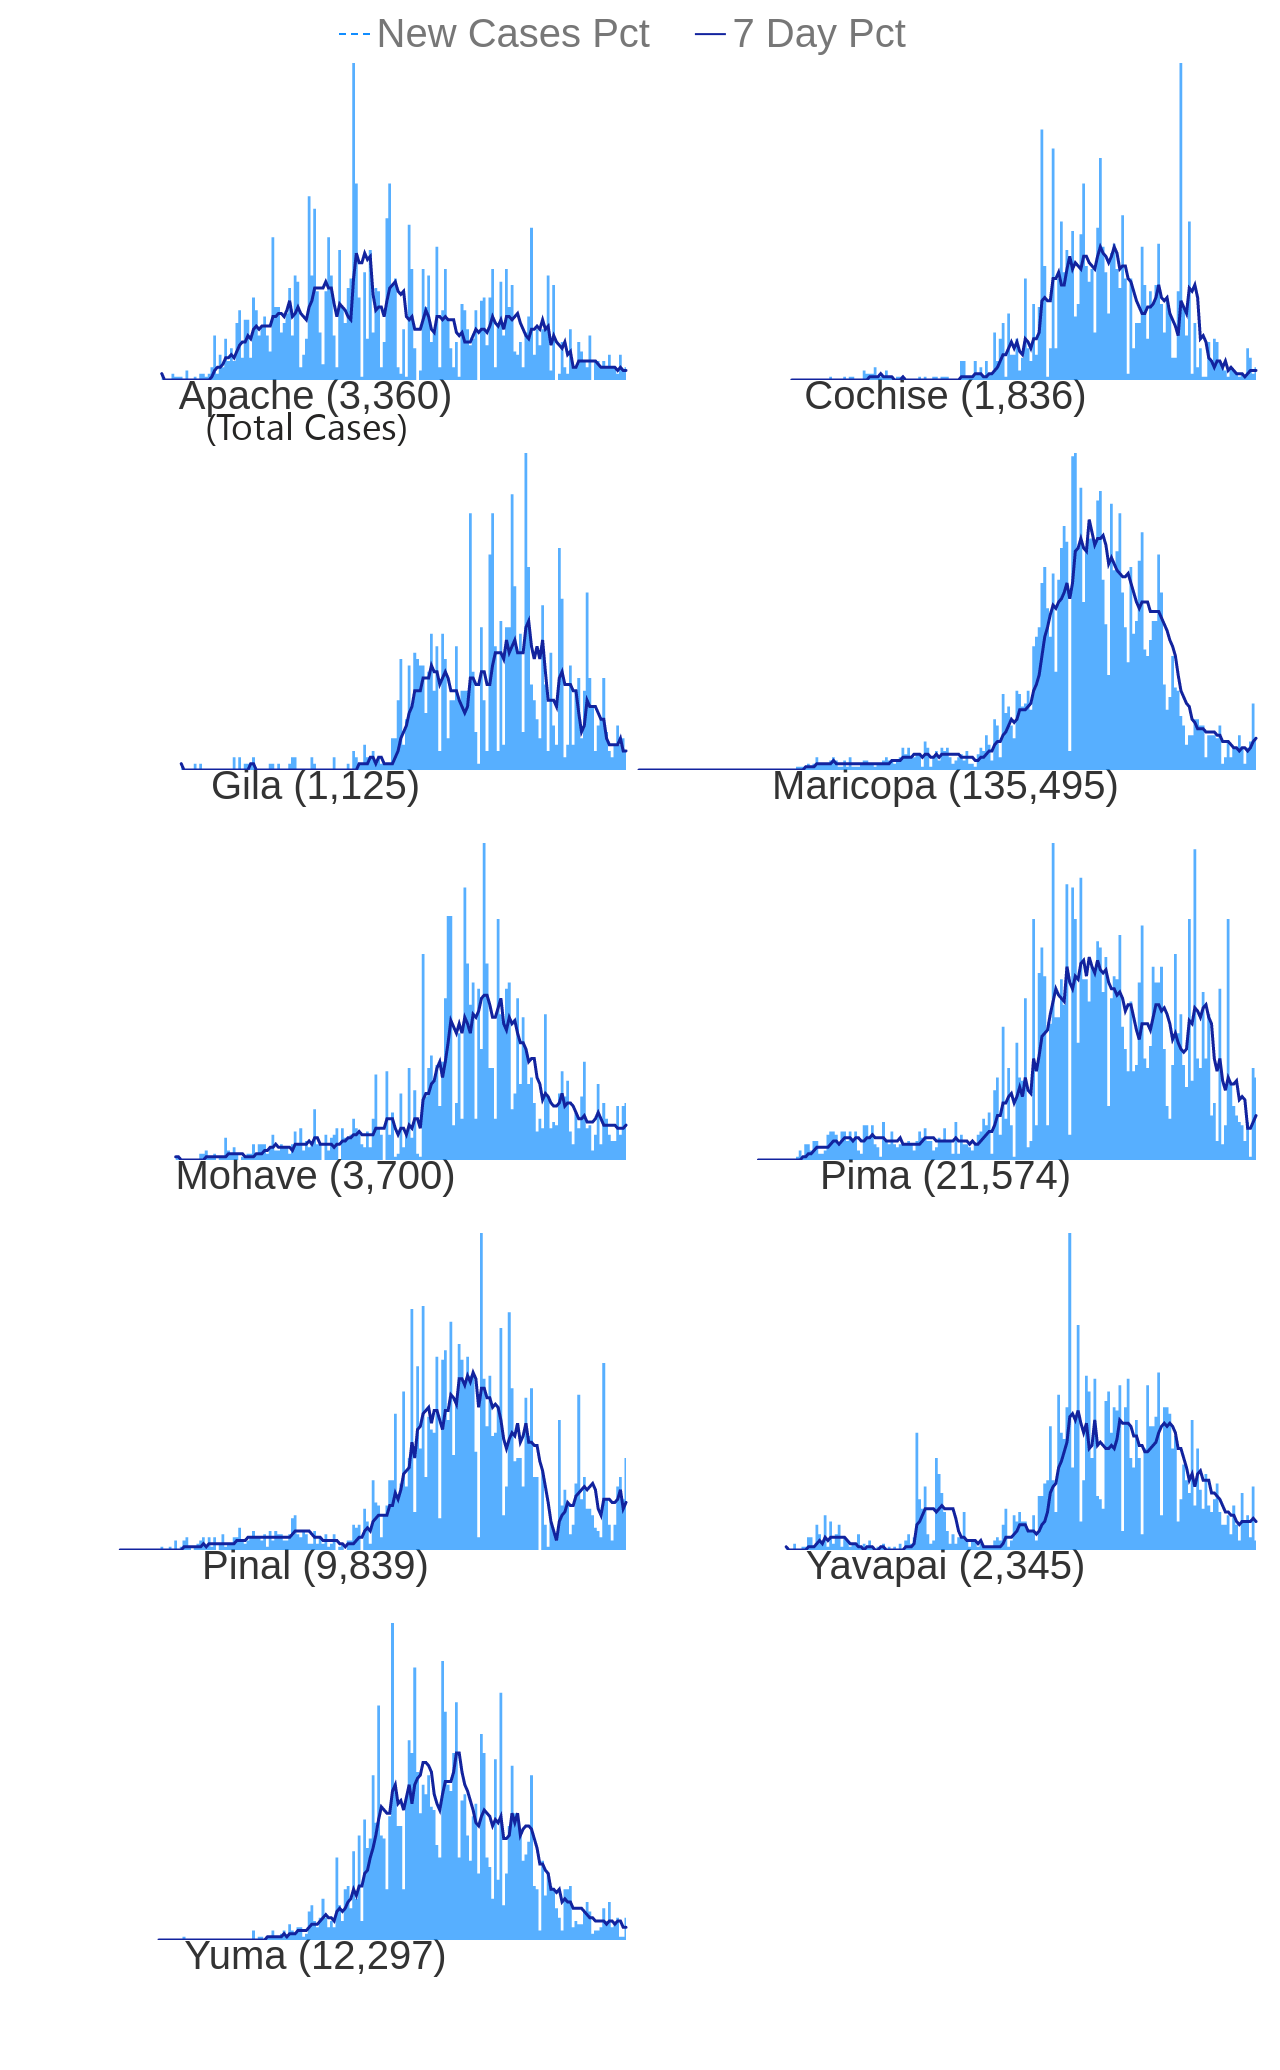 New Cases Pct 7 Day Pct
Apache (3,360)
(Total Cases)
Cochise (1,836)
Gila (1,125)
Maricopa (135,495)
Mohave (3,700)
Pima (21,574)
Pinal (9,839)
Yavapai (2,345)
Yuma (12,297)